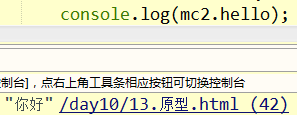 console.log(mc2.hello);
制台]，点右上角工具条相应按钮可切换控制台
"你好" /day10/13.原型.html (42)